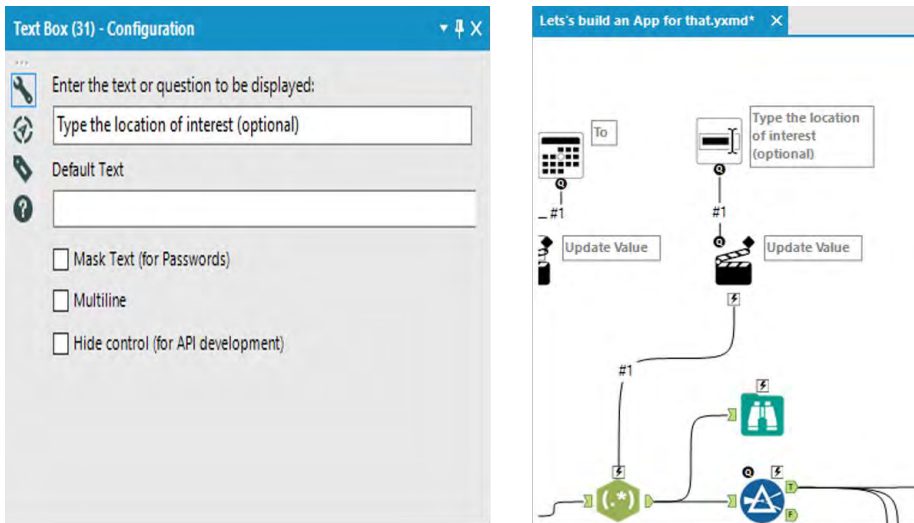 Text Box (31) - Configuration
Enter the text or question to be displayed:
Type the location of interest (optional)
Default Text
Mask Text (for Passwords)
Multiline
Hide control (for API development)
Lets's build an App for that.yxmd*
To
Type the location
of interest
(optional)
Q
Q
#1
#1
Q
Update Value
Update Value
#1
(.*)
Q
T
F